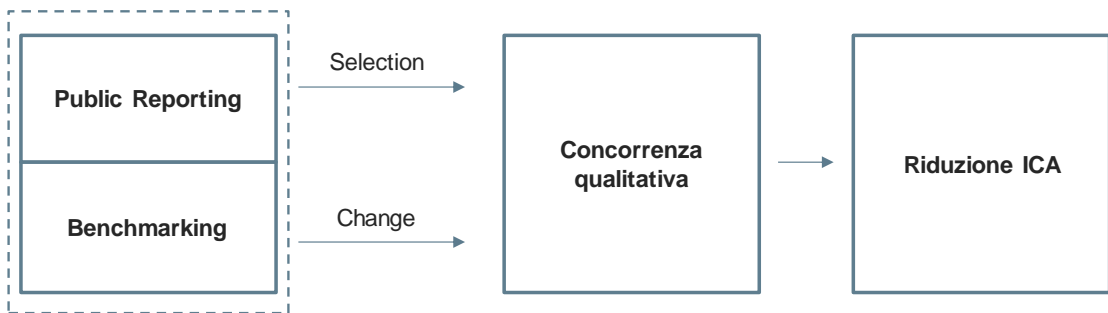 Public Reporting
Benchmarking
Selection
Change
Concorrenza
qualitativa
Riduzione ICA